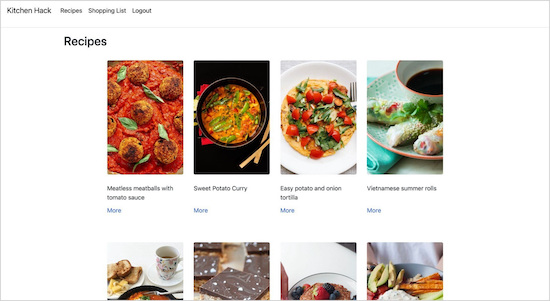 Kitchen Hack Recipes Shopping List Logout
Recipes
Meatless meatballs with
tomato sauce
More
Sweet Potato Curry
More
Easy potato and onion
tortilla
More
Vietnamese summer rolls
More